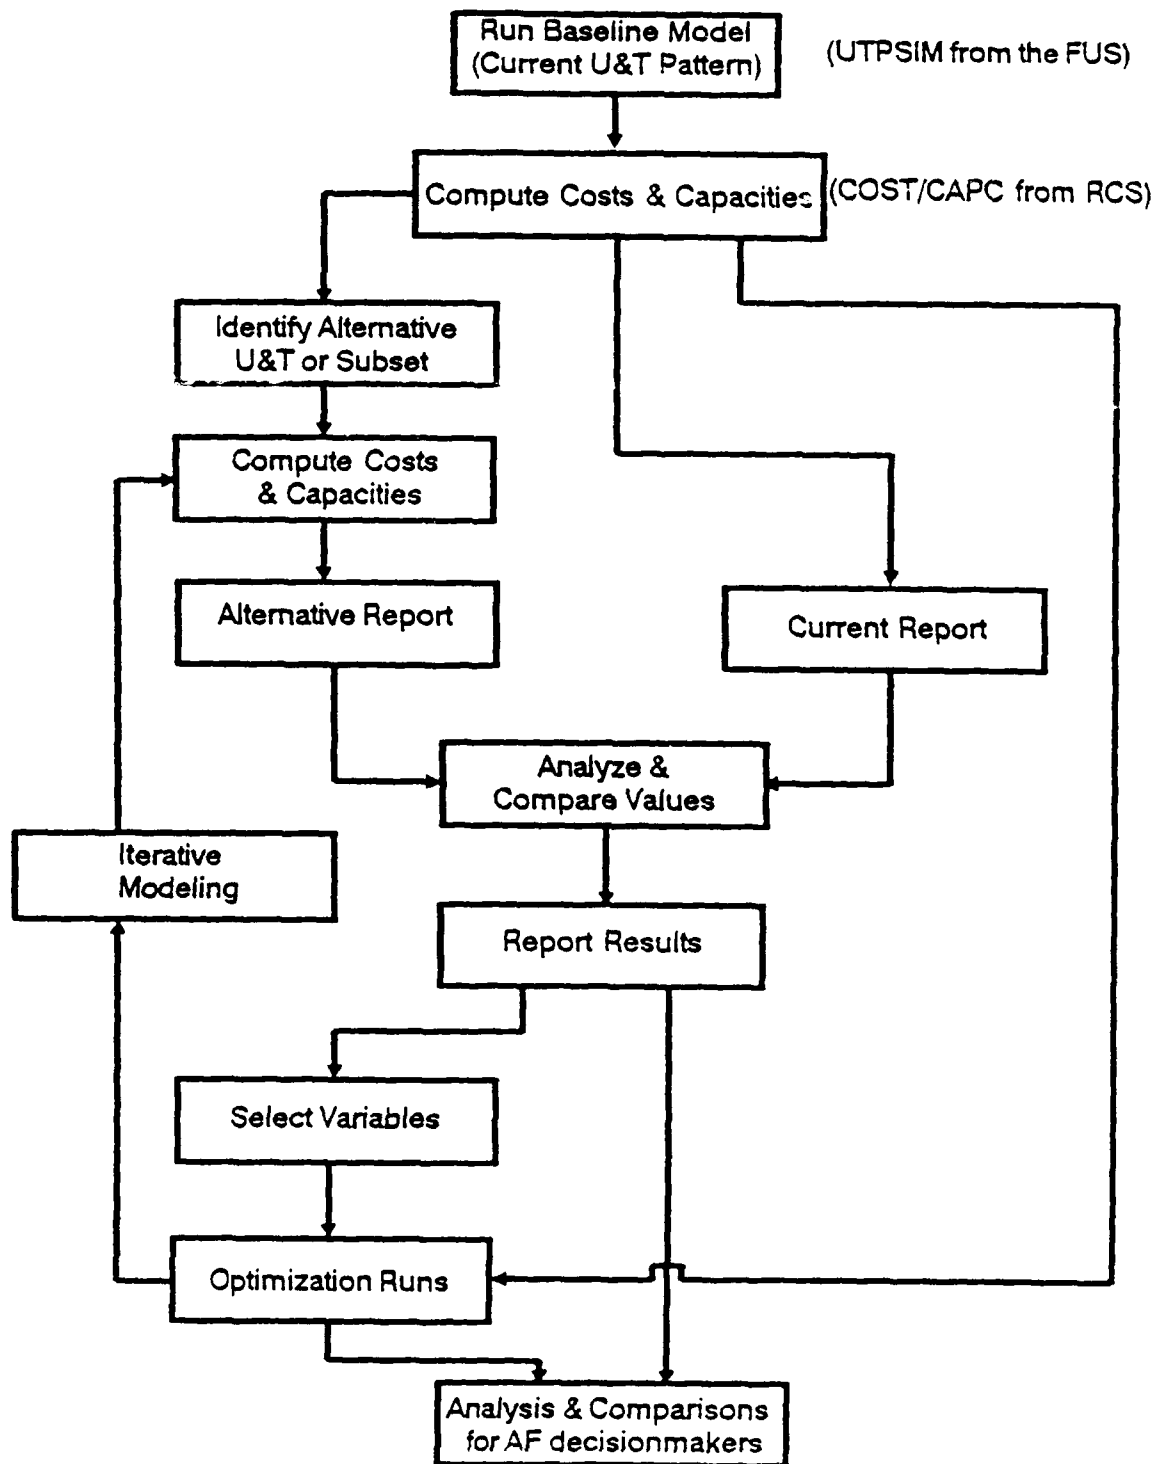 Run Baseline Model
(Current U&T Pattern)
(UTPSIM from the FUS)
Compute Costs & Capacities
(COST/CAPC from RCS)
Identify Alternative
U&T or Subset
Compute Costs
& Capacities
Alternative Report
Current Report
Analyze &
Compare Values
Iterative
Modeling
Report Results
Select Variables
Optimization Runs
Analysis & Comparisons
for AF decisionmakers